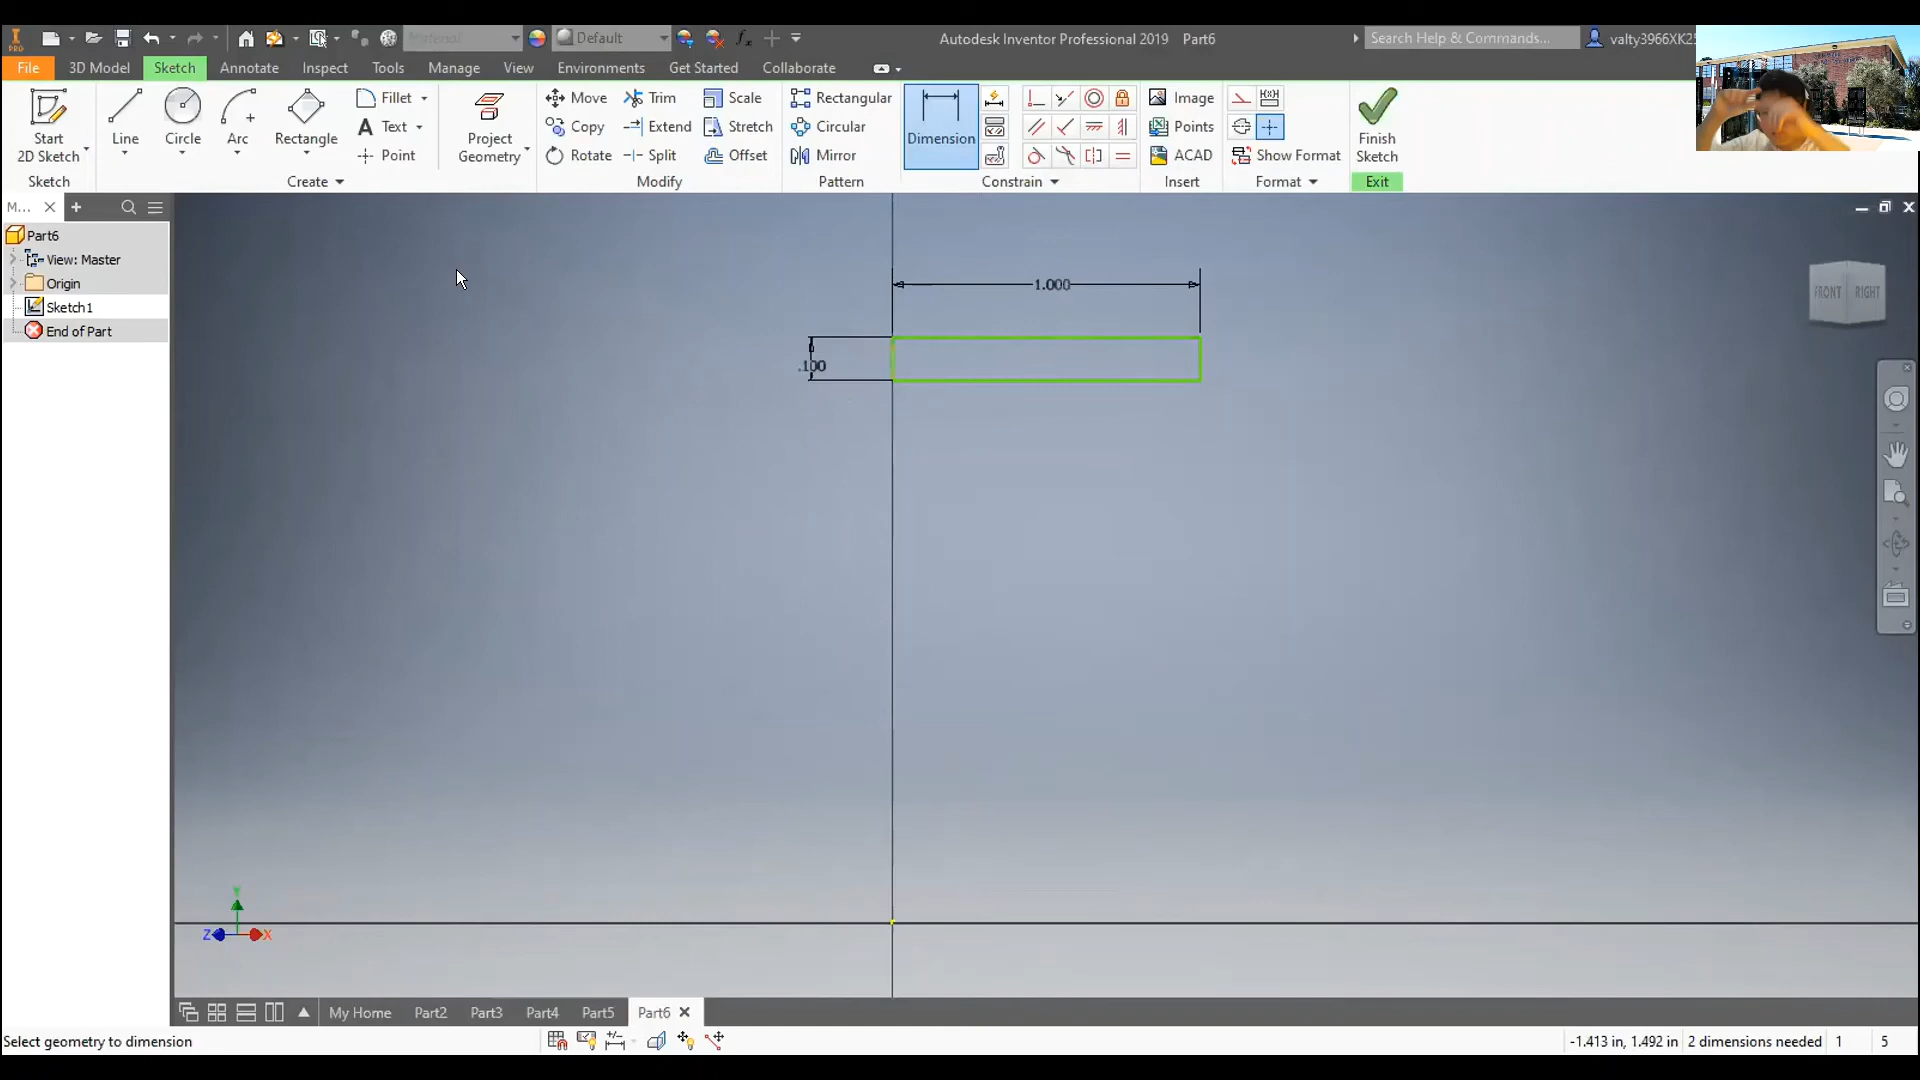 PRO
Material
Default
Autodesk Inventor Professional 2019 Part6
Search Help & Commands...
valty3966XK25
File 3D Model Sketch Annotate Inspect Tools Manage View Environments Get Started Collaborate
Start
2D Sketch
Line
Circle
Arc
Rectangle
Fillet
Text
Point
Project
Geometry
Move
Copy
Rotate
Trim
Extend
Split
Scale
Stretch
Offset
Rectangular
Circular
Mirror
Dimension
Image
Points
ACAD
Show Format
Finish
Sketch
Sketch
Create
Modify
Pattern
Constrain
Insert
Format
Exit
M...
Part6
View: Master
Origin
Sketch1
End of Part
1.000
.100
FRONT RIGHT
Y
Z X
My Home Part2 Part3 Part4 Part5 Part6
Select geometry to dimension
-1.413 in, 1.492 in 2 dimensions needed 1 5